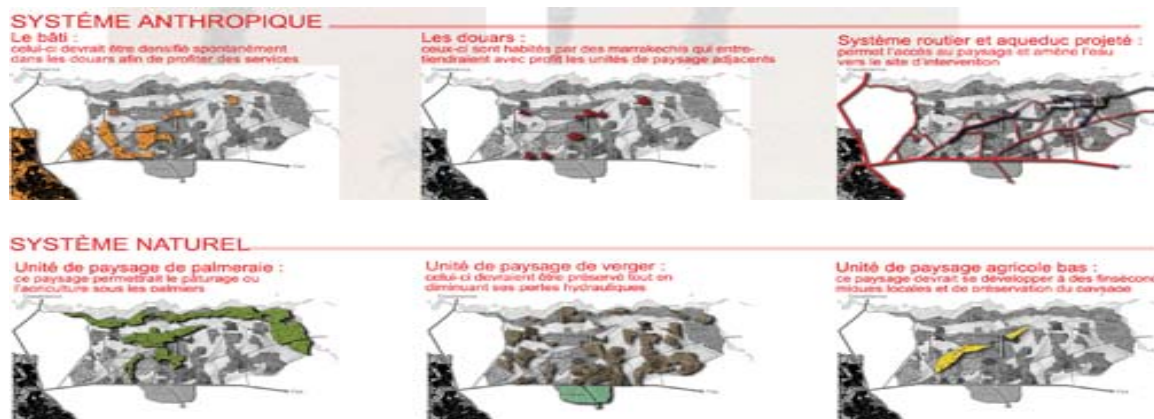 SYSTÉME ANTHROPIQUE
Le bâti :
celui-ci devrait être densifié spontanément
dans les douars afin de profiter des services
Les douars :
ceux-ci sont habités par des marrakechis qui entre-
tiendraient avec profit les unités de paysage adjacents
Système routier et aqueduc projeté :
permet l'accès au paysage et amène l'eau
vers le site d'intervention
SYSTÈME NATUREL
Unité de paysage de palmeraie :
ce paysage permettrait le pâturage ou
l'agriculture sous les palmiers
Unité de paysage de verger :
celui-ci devraient être préservé tout en
diminuant ses pertes hydrauliques
Unité de paysage agricole bas :
ce paysage devrait se développer à des finsécono
miques locales et de préservation du paysage